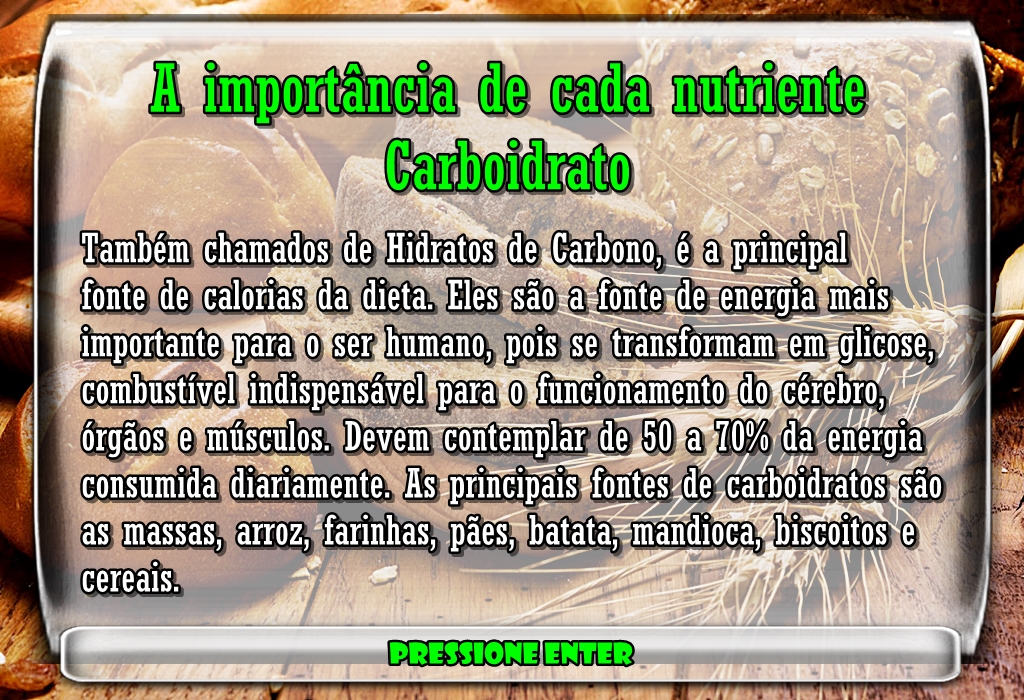 A importância de cada nutriente
Carboidrato
Também chamados de Hidratos de Carbono, é a principal
fonte de calorias da dieta. Eles são a fonte de energia mais
importante para o ser humano, pois se transformam em glicose,
combustível indispensável para o funcionamento do cérebro,
órgãos e músculos. Devem contemplar de 50 a 70% da energia
consumida diariamente. As principais fontes de carboidratos são
as massas, arroz, farinhas, pães, batata, mandioca, biscoitos e
cereais.
PRESSIONE ENTER